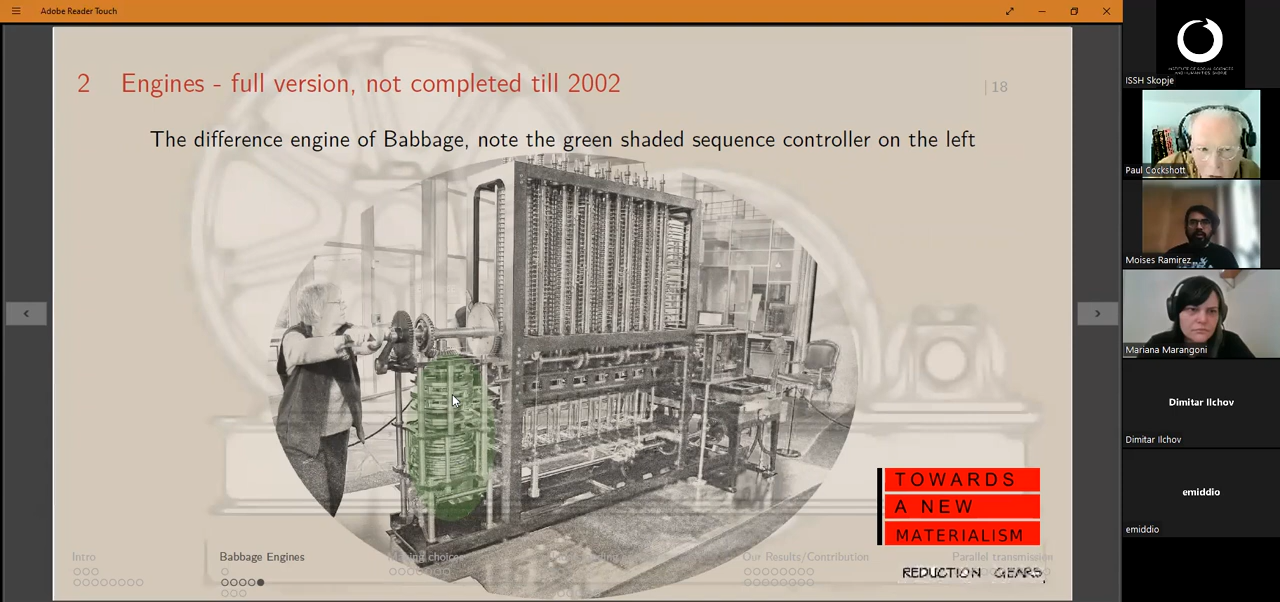 Adobe Reader Touch
2 Engines - full version, not completed till 2002
| 18
The difference engine of Babbage, note the green shaded sequence controller on the left
TOWARDS
A NEW
MATERIALISM
Intro
Babbage Engines
Making choices
Our Results/Contribution
Parallel transmission
REDUCTION GEARS,
ISSH Skopje
Paul Cockshott
Moises Ramirez
Mariana Marangoni
Dimitar Ilchov
Dimitar Ilchov
emiddio
emiddio